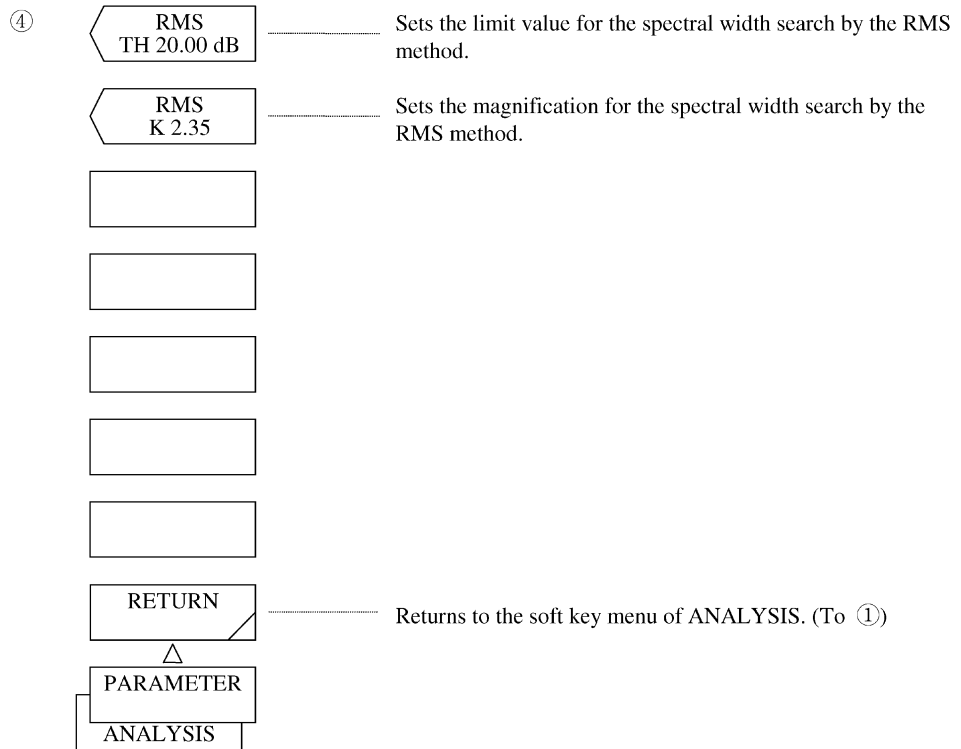 ④
RMS
TH 20.00 dB
Sets the limit value for the spectral width search by the RMS
method.
RMS
K 2.35
Sets the magnification for the spectral width search by the
RMS method.
RETURN
Returns to the soft key menu of ANALYSIS. (To ①)
PARAMETER
ANALYSIS